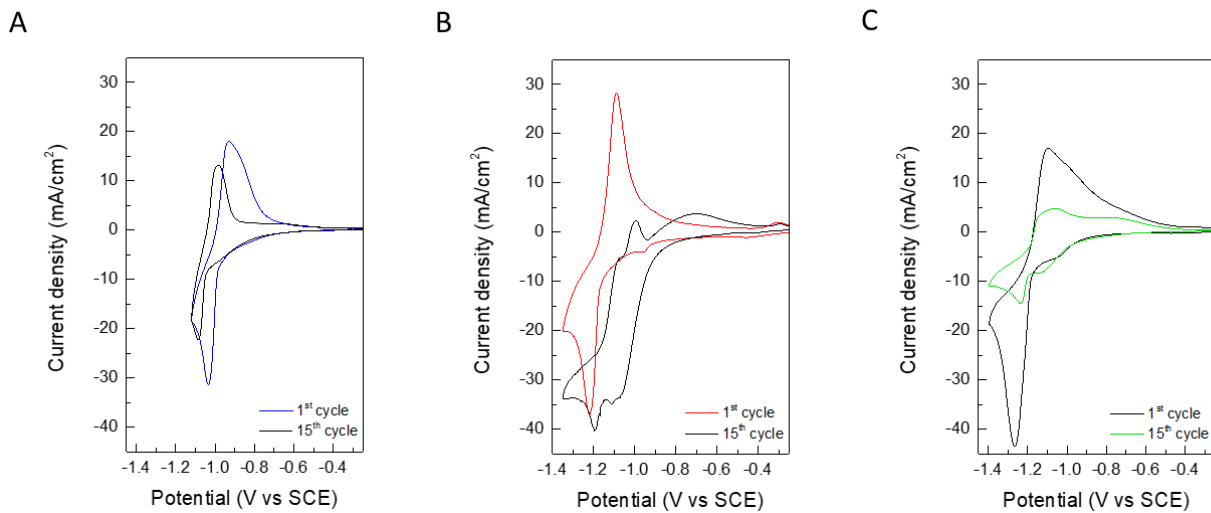 A
B
C
Current density (mA/cm²)
30
20
10
0
-10
-20
-30
-40
1st cycle
15th cycle
-1.4 -1.2 -1.0 -0.8 -0.6 -0.4
Potential (V vs SCE)
Current density (mA/cm²)
30
20
10
0
-10
-20
-30
-40
1st cycle
15th cycle
-1.4 -1.2 -1.0 -0.8 -0.6 -0.4
Potential (V vs SCE)
Current density (mA/cm²)
30
20
10
0
-10
-20
-30
-40
1st cycle
15th cycle
-1.4 -1.2 -1.0 -0.8 -0.6 -0.4
Potential (V vs SCE)